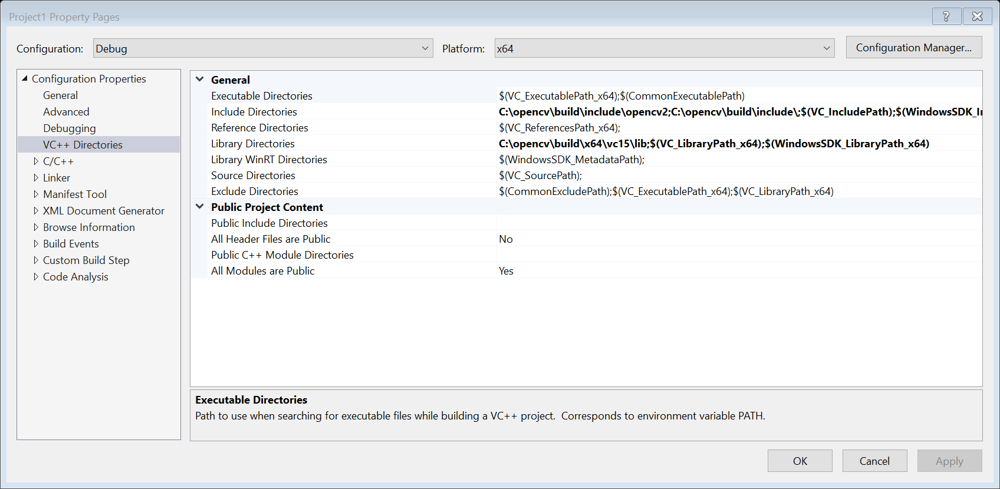 Project1 Property Pages
Configuration: Debug Platform: x64 Configuration Manager...
Configuration Properties
General
Advanced
Debugging
VC++ Directories
C/C++
Linker
Manifest Tool
XML Document Generator
Browse Information
Build Events
Custom Build Step
Code Analysis
General
Executable Directories $(VC_ExecutablePath_x64);$(CommonExecutablePath)
Include Directories C:\opencv\build\include\opencv2;C:\opencv\build\include\;$(VC_IncludePath);$(WindowsSDK_I
Reference Directories $(VC_ReferencesPath_x64);
Library Directories C:\opencv\build\x64\vc15\lib;$(VC_LibraryPath_x64);$(WindowsSDK_LibraryPath_x64)
Library WinRT Directories $(WindowsSDK_MetadataPath);
Source Directories $(VC_SourcePath);
Exclude Directories $(CommonExcludePath);$(VC_ExecutablePath_x64);$(VC_LibraryPath_x64)
Public Project Content
Public Include Directories
All Header Files are Public No
Public C++ Module Directories
All Modules are Public Yes
Executable Directories
Path to use when searching for executable files while building a VC++ project.  Corresponds to environment variable PATH.
OK Cancel Apply